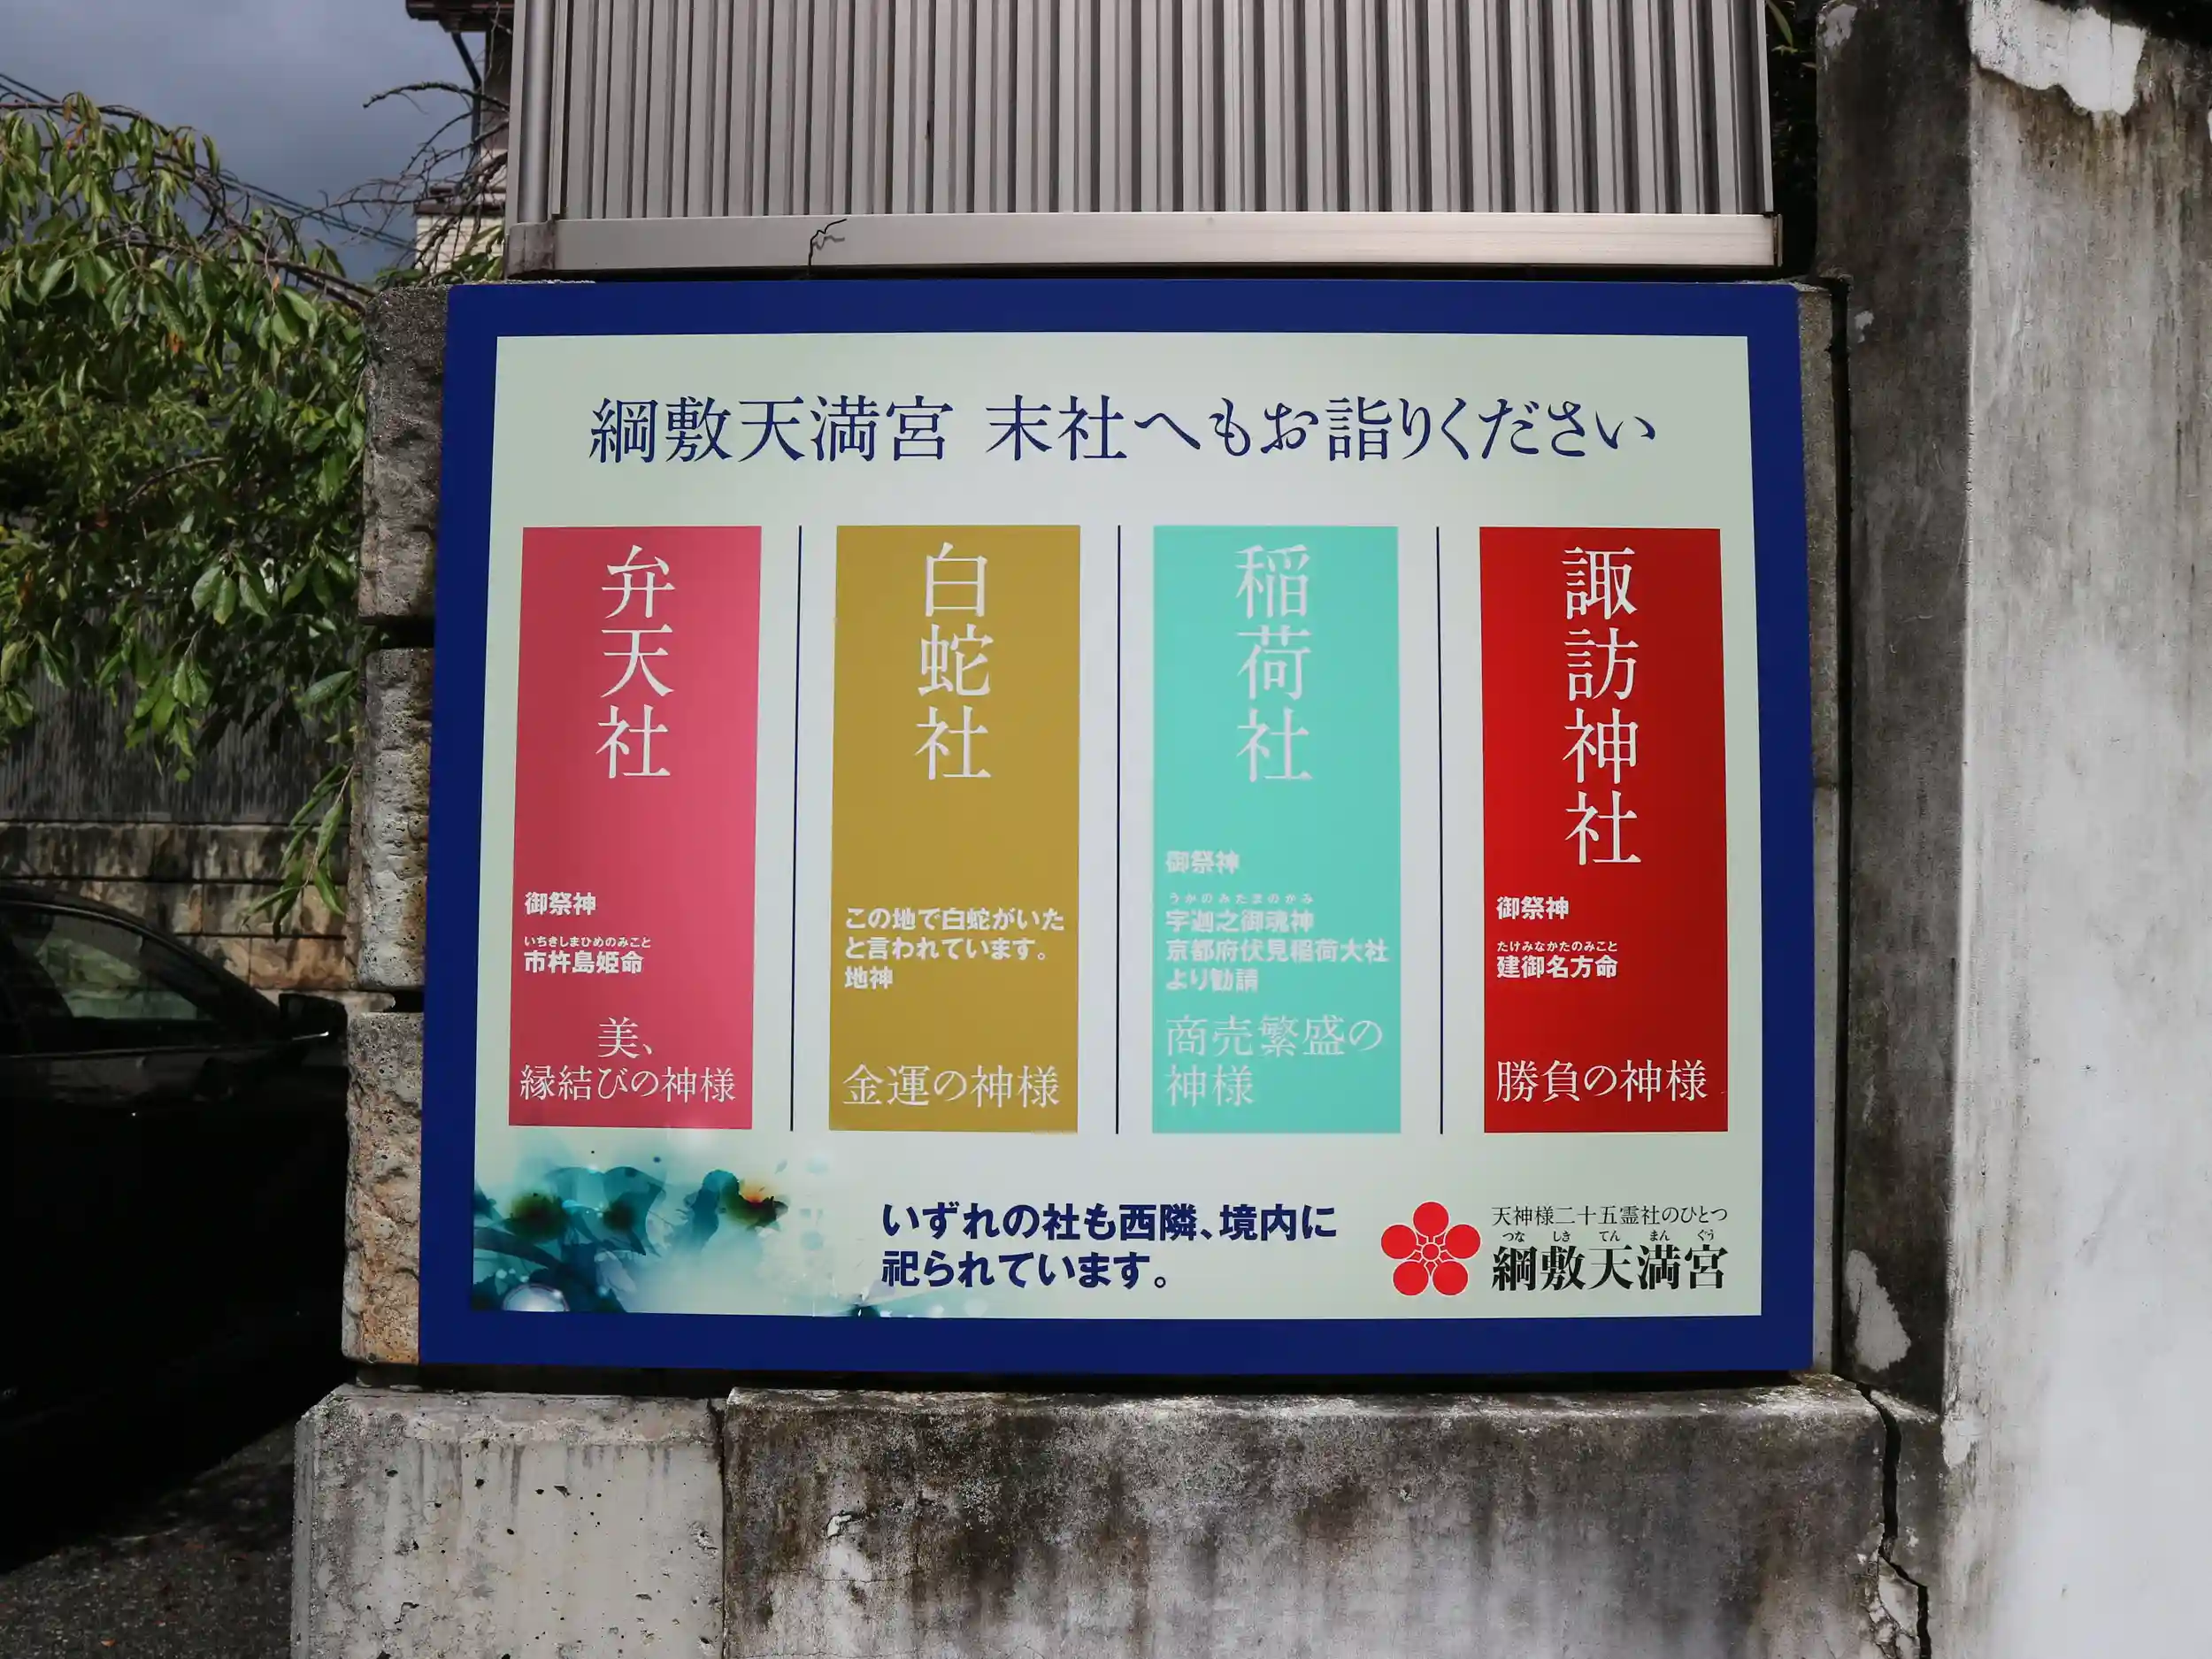 綱敷天満宮 末社へもお詣りください
弁天社
御祭神
いちきしまひめのみこと
市杵島姫命
美、
縁結びの神様
白蛇社
この地で白蛇がいた
と言われています。
地神
金運の神様
稲荷社
御祭神
うかのみたまのかみ
宇迦之御魂神
京都府伏見稲荷大社
より勧請
商売繁盛の
神様
諏訪神社
御祭神
たけみなかたのみこと
建御名方命
勝負の神様
いずれの社も西隣、境内に
祀られています。
天神様二十五霊社のひとつ
つな しき てん まん ぐう
綱敷天満宮